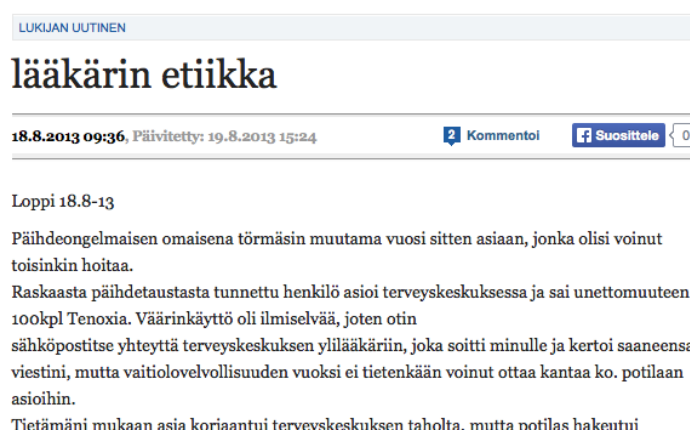 LUKIJAN UUTINEN
lääkärin etiikka
18.8.2013 09:36, Päivitetty: 19.8.2013 15:24 2 Kommentoi Suosittele 0
Loppi 18.8-13
Päihdeongelmaisen omaisena törmäsin muutama vuosi sitten asiaan, jonka olisi voinut
toisinkin hoitaa.
Raskaasta päihdetaustasta tunnettu henkilö asioi terveyskeskuksessa ja sai unettomuuteen
100kpl Tenoxia. Väärinkäyttö oli ilmiselvää, joten otin
sähköpostitse yhteyttä terveyskeskuksen ylilääkäriin, joka soitti minulle ja kertoi saaneensa
viestini, mutta vaitiolovelvollisuuden vuoksi ei tietenkään voinut ottaa kantaa ko. potilaan
asioihin.
Tietämäni mukaan asia korjaantui terveyskeskuksen taholta, mutta potilas hakeutui